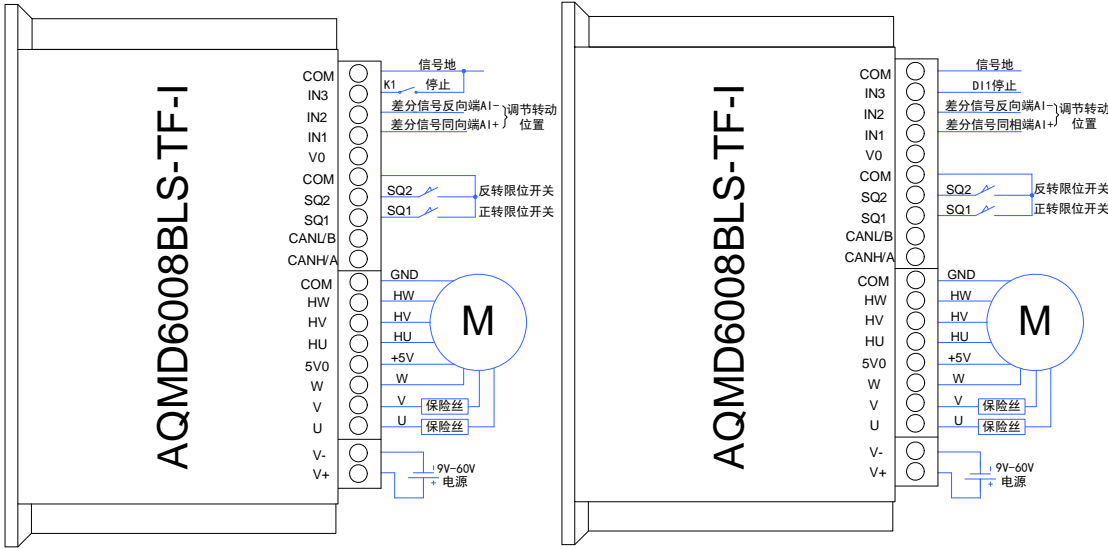 AQMD6008BLS-TF-I
COM 信号地
IN3 K1 停止
IN2 差分信号反向端AI- 调节转动
IN1 差分信号同向端AI+ 位置
V0
COM
SQ2 SQ2 反转限位开关
SQ1 SQ1 正转限位开关
CANL/B
CANH/A
COM GND
HW HW
HV HV
HU HU
5V0 +5V
W W
V V 保险丝
U U 保险丝
M
V- 9V-60V
V+ 电源
AQMD6008BLS-TF-I
COM 信号地
IN3 DI1停止
IN2 差分信号反向端AI- 调节转动
IN1 差分信号同相端AI+ 位置
V0
COM
SQ2 SQ2 反转限位开关
SQ1 SQ1 正转限位开关
CANL/B
CANH/A
COM GND
HW HW
HV HV
HU HU
5V0 +5V
W W
V V 保险丝
U U 保险丝
M
V- 9V-60V
V+ 电源